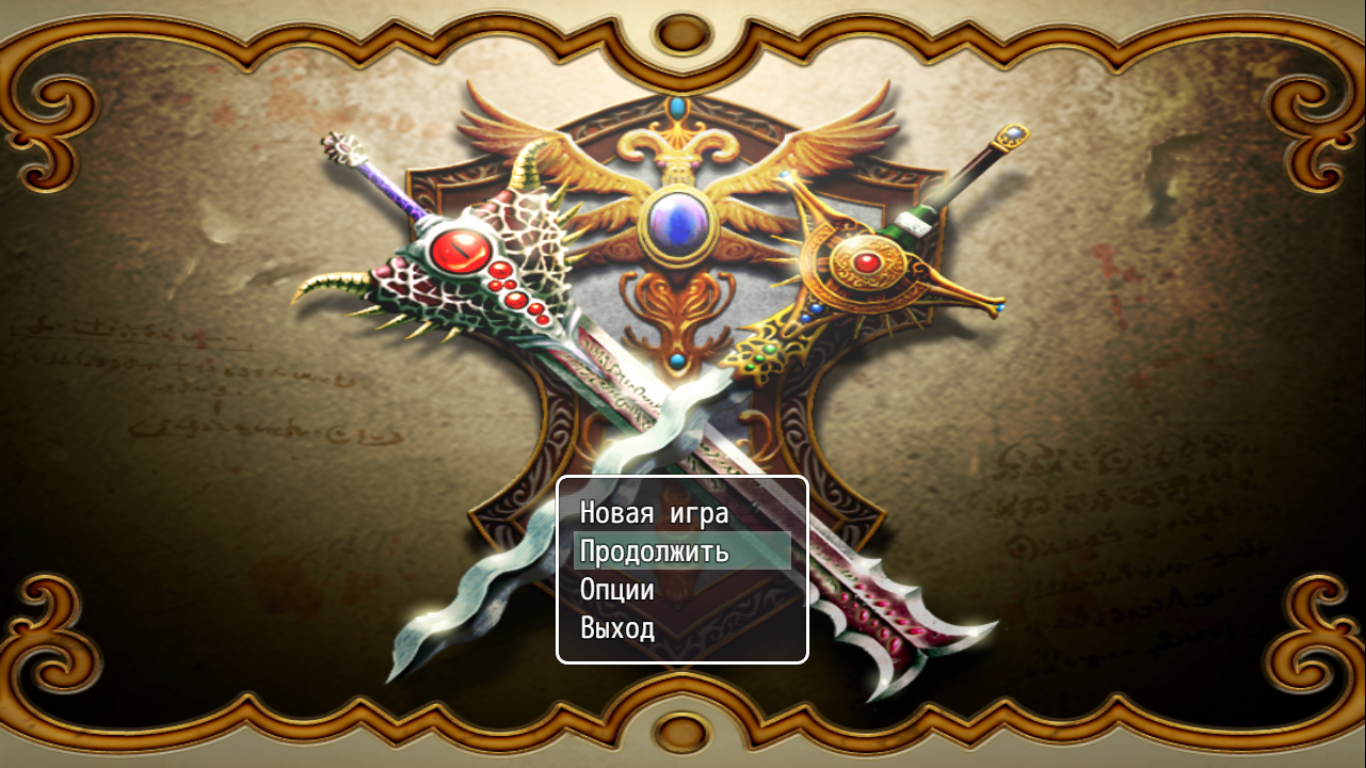 Новая игра
Продолжить
Опции
Выход